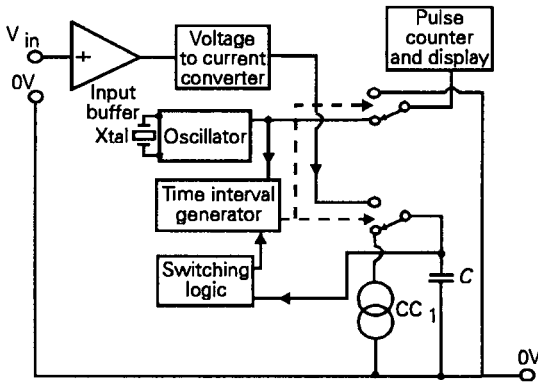 Pulse
counter
and display
V in
0V
+
Voltage
to current
converter
Input
buffer
Xtal
Oscillator
Time interval
generator
Switching
logic
C
CC 1
0V